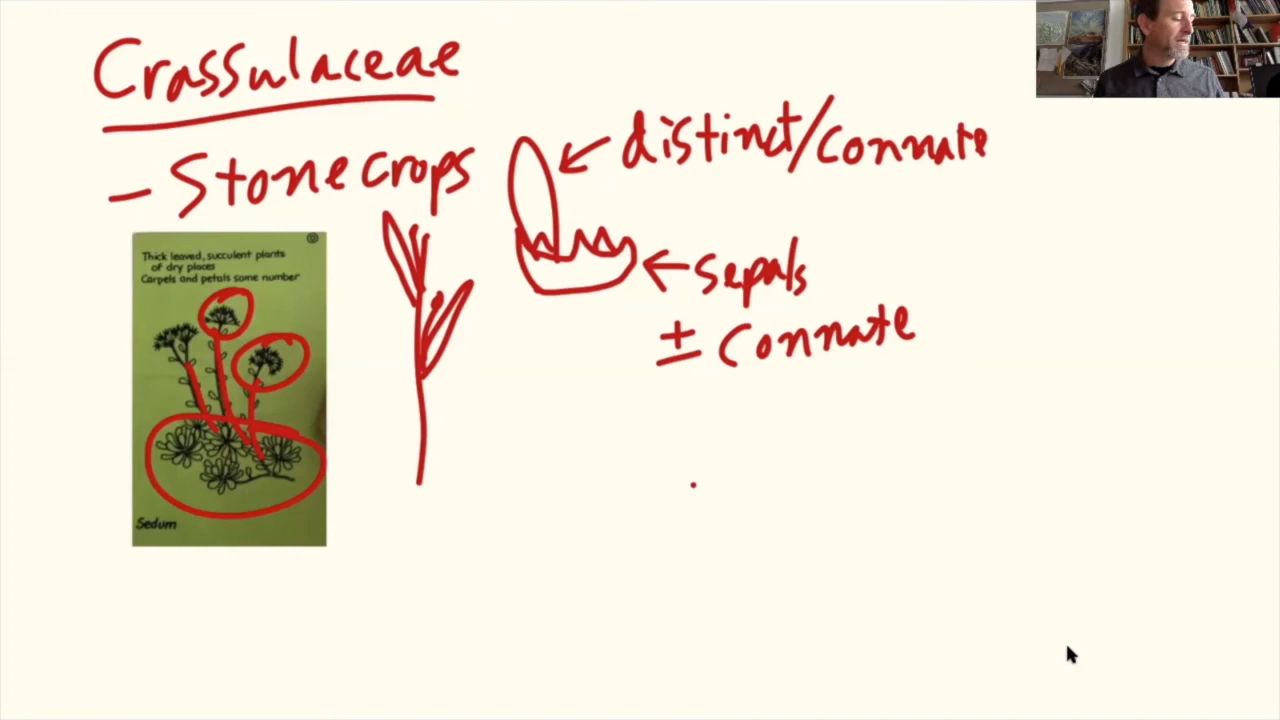 Crassulaceae
- Stonecrops
distinct/connate
sepals
± connate
Thick leaved, succulent plants
of dry places
Carpels and petals same number
Sedum